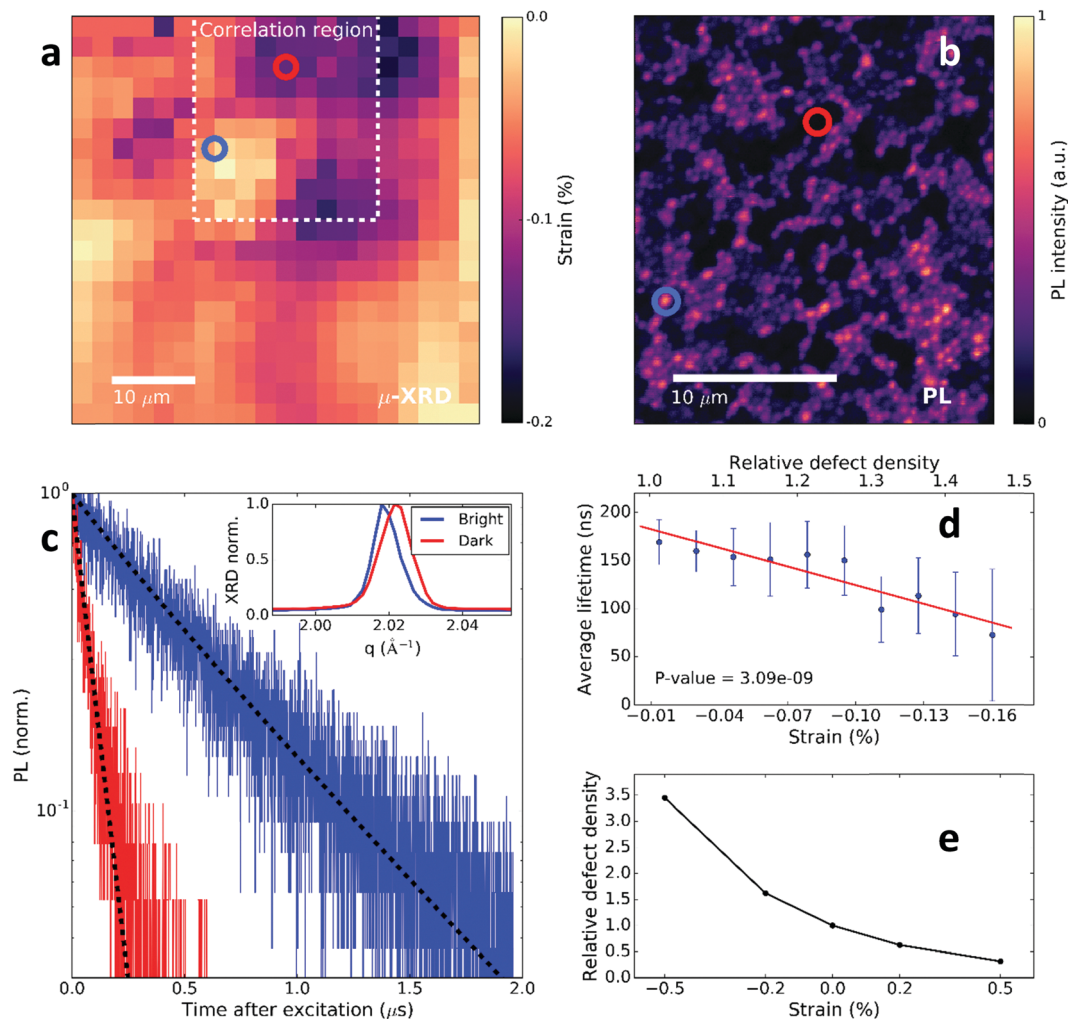 a
Correlation region
10 μm
μ-XRD
0.0
-0.1
-0.2
Strain (%)
b
10 μm
PL
1
0
PL intensity (a.u.)
c
10⁰
10⁻¹
PL (norm.)
0.0 0.5 1.0 1.5 2.0
Time after excitation (μs)
1.0
0.5
0.0
XRD norm.
2.00 2.02 2.04
q (Å⁻¹)
Bright
Dark
Relative defect density
1.0 1.1 1.2 1.3 1.4 1.5
d
200
150
100
50
0
Average lifetime (ns)
P-value = 3.09e-09
−0.01 −0.04 −0.07 −0.10 −0.13 −0.16
Strain (%)
e
3.5
3.0
2.5
2.0
1.5
1.0
0.5
0.0
Relative defect density
−0.5 −0.2 0.0 0.2 0.5
Strain (%)